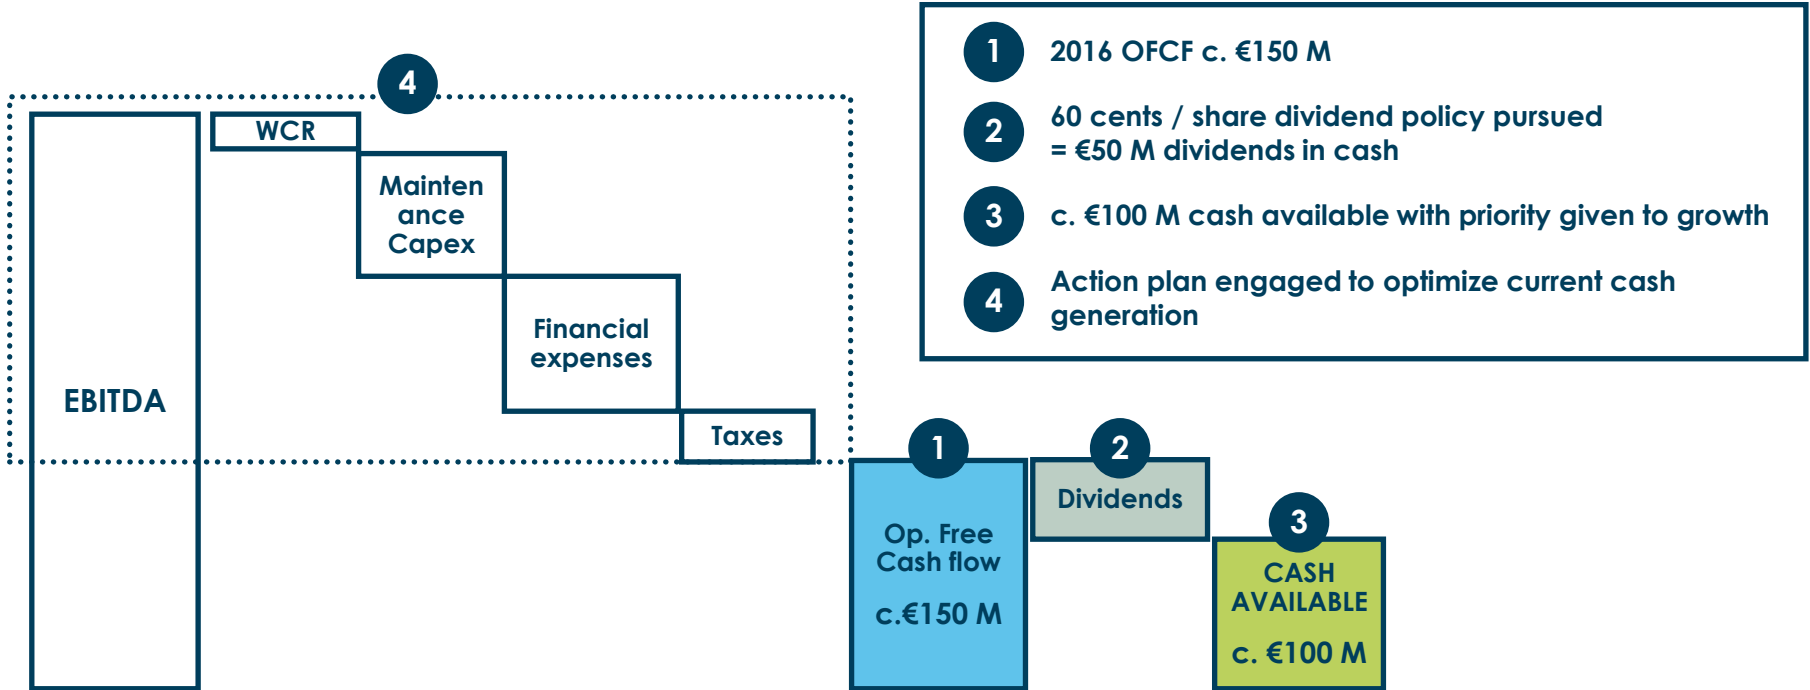 1
2016 OFCF c. €150 M
2
60 cents / share dividend policy pursued
= €50 M dividends in cash
3
c. €100 M cash available with priority given to growth
4
Action plan engaged to optimize current cash
generation
4
EBITDA
WCR
Mainten
ance
Capex
Financial
expenses
Taxes
1
Op. Free
Cash flow
c.€150 M
2
Dividends
3
CASH
AVAILABLE
c. €100 M